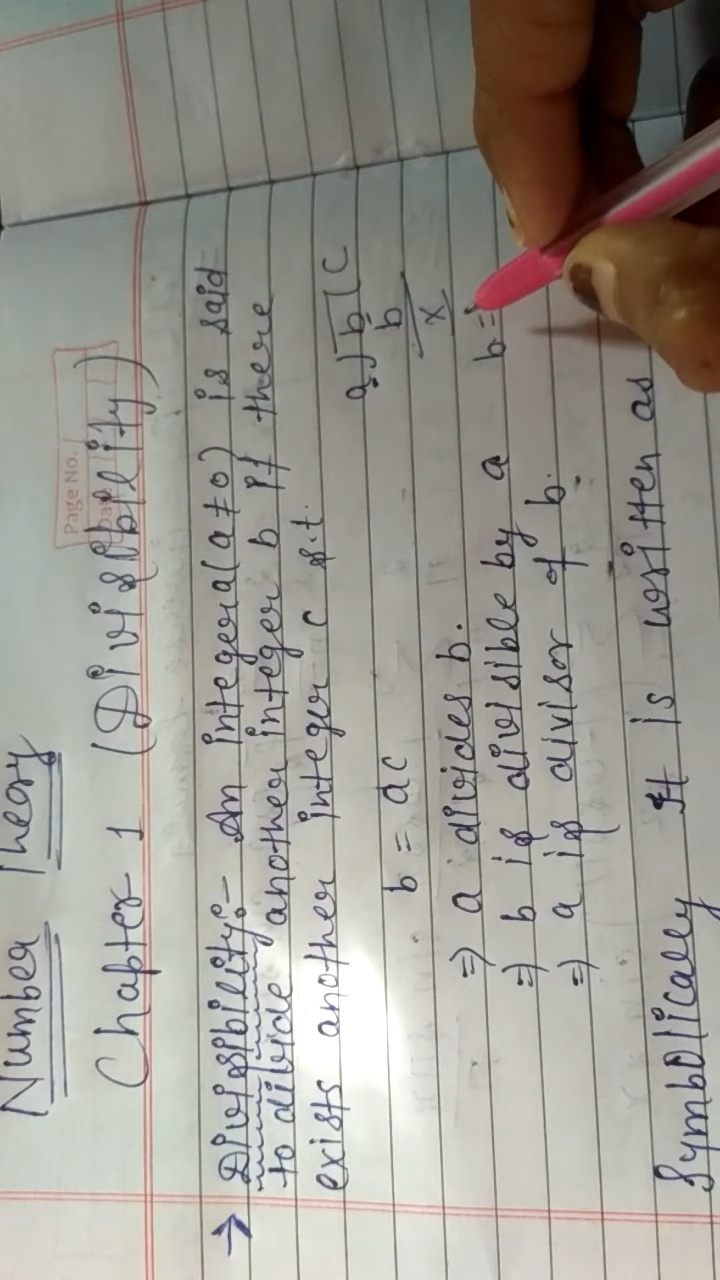 Page No.
Date
Number Theory
Chapter 1 (Divisibility)
→ Divisibility:- An integer a (a ≠ 0) is said
to divide another integer b if there
exists another integer c s.t.
a) b ( c
b
x
b = ac
⇒ a divides b.
⇒ b is divisible by a b =
⇒ a is divisor of b.
Symbolically It is written as